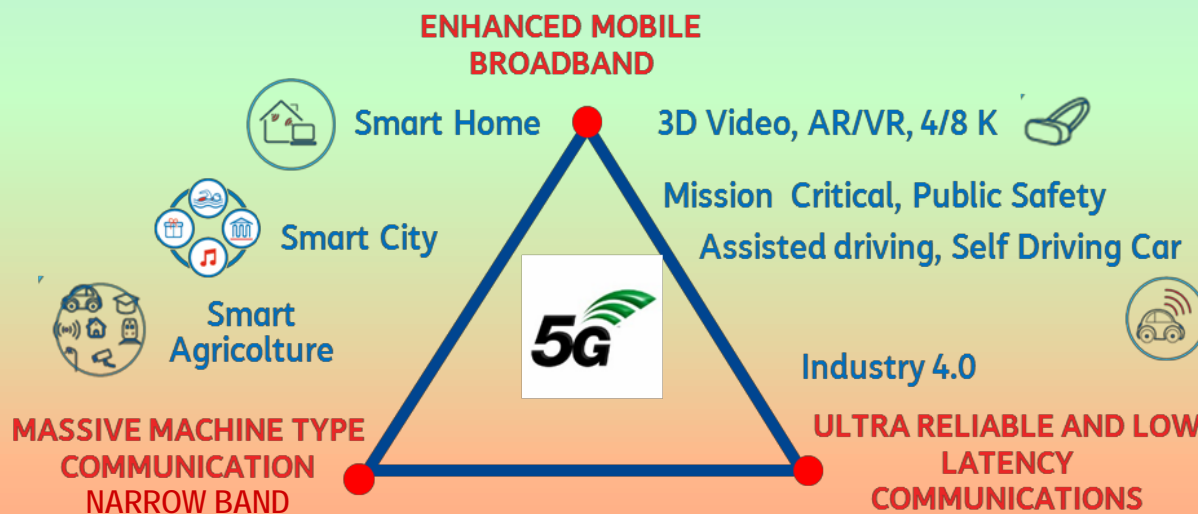 ENHANCED MOBILE
BROADBAND
Smart Home
3D Video, AR/VR, 4/8 K
Mission Critical, Public Safety
Smart City
Assisted driving, Self Driving Car
5G
Smart
Agricolture
Industry 4.0
MASSIVE MACHINE TYPE
COMMUNICATION
NARROW BAND
ULTRA RELIABLE AND LOW
LATENCY
COMMUNICATIONS